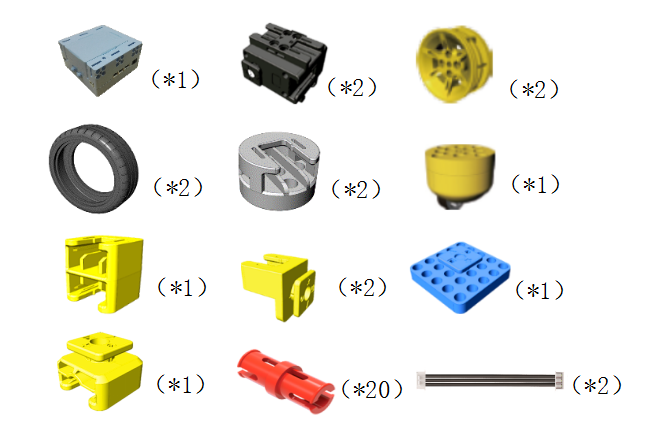 （*1） （*2） （*2）
（*2） （*2） （*1）
（*1） （*2） （*1）
（*1） （*20） （*2）